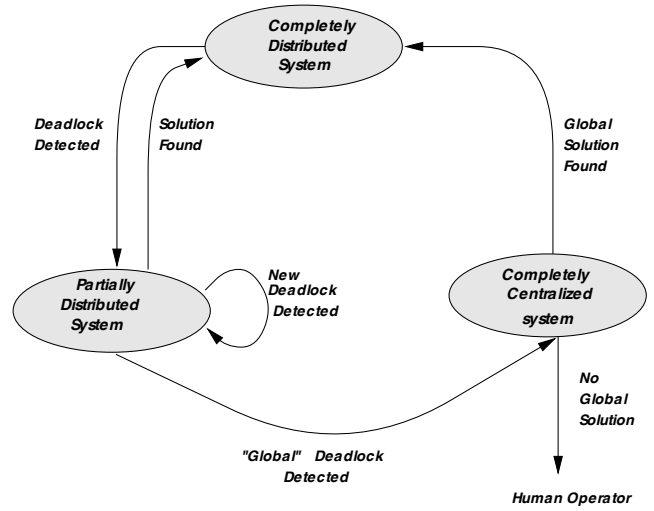 Completely
Distributed
System
Deadlock
Detected
Solution
Found
Global
Solution
Found
Partially
Distributed
System
New
Deadlock
Detected
Completely
Centralized
system
No
Global
Solution
"Global" Deadlock
Detected
Human Operator